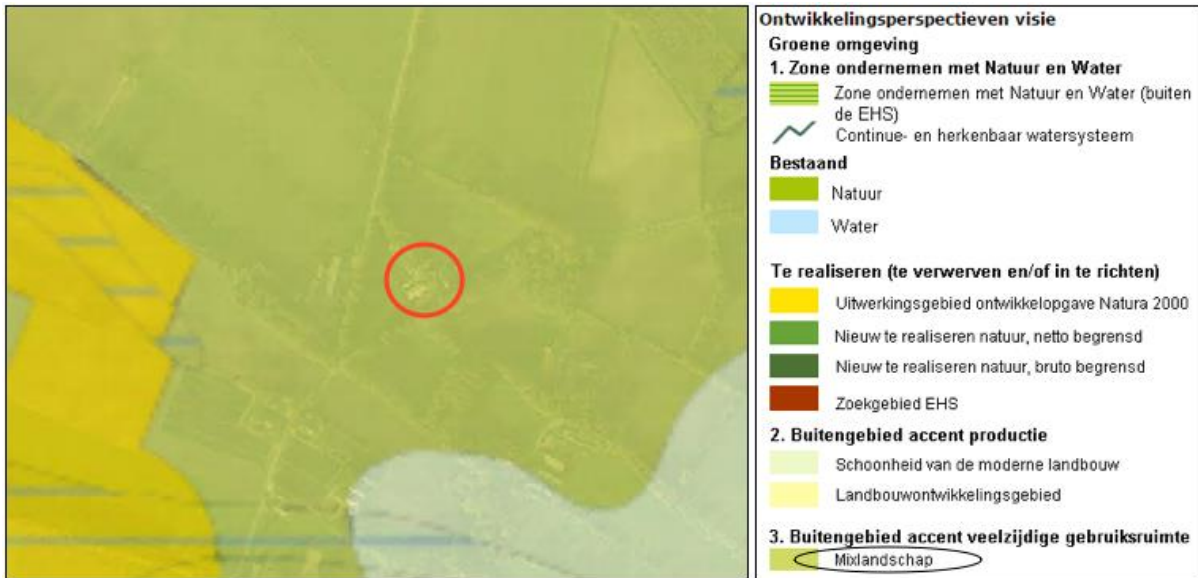 Ontwikkelingsperspectieven visie
Groene omgeving
1. Zone ondernemen met Natuur en Water
Zone ondernemen met Natuur en Water (buiten
de EHS)
Continue- en herkenbaar watersysteem
Bestaand
Natuur
Water
Te realiseren (te verwerven en/of in te richten)
Uitwerkingsgebied ontwikkelopgave Natura 2000
Nieuw te realiseren natuur, netto begrensd
Nieuw te realiseren natuur, bruto begrensd
Zoekgebied EHS
2. Buitengebied accent productie
Schoonheid van de moderne landbouw
Landbouwontwikkelingsgebied
3. Buitengebied accent veelzijdige gebruiksruimte
Mixlandschap